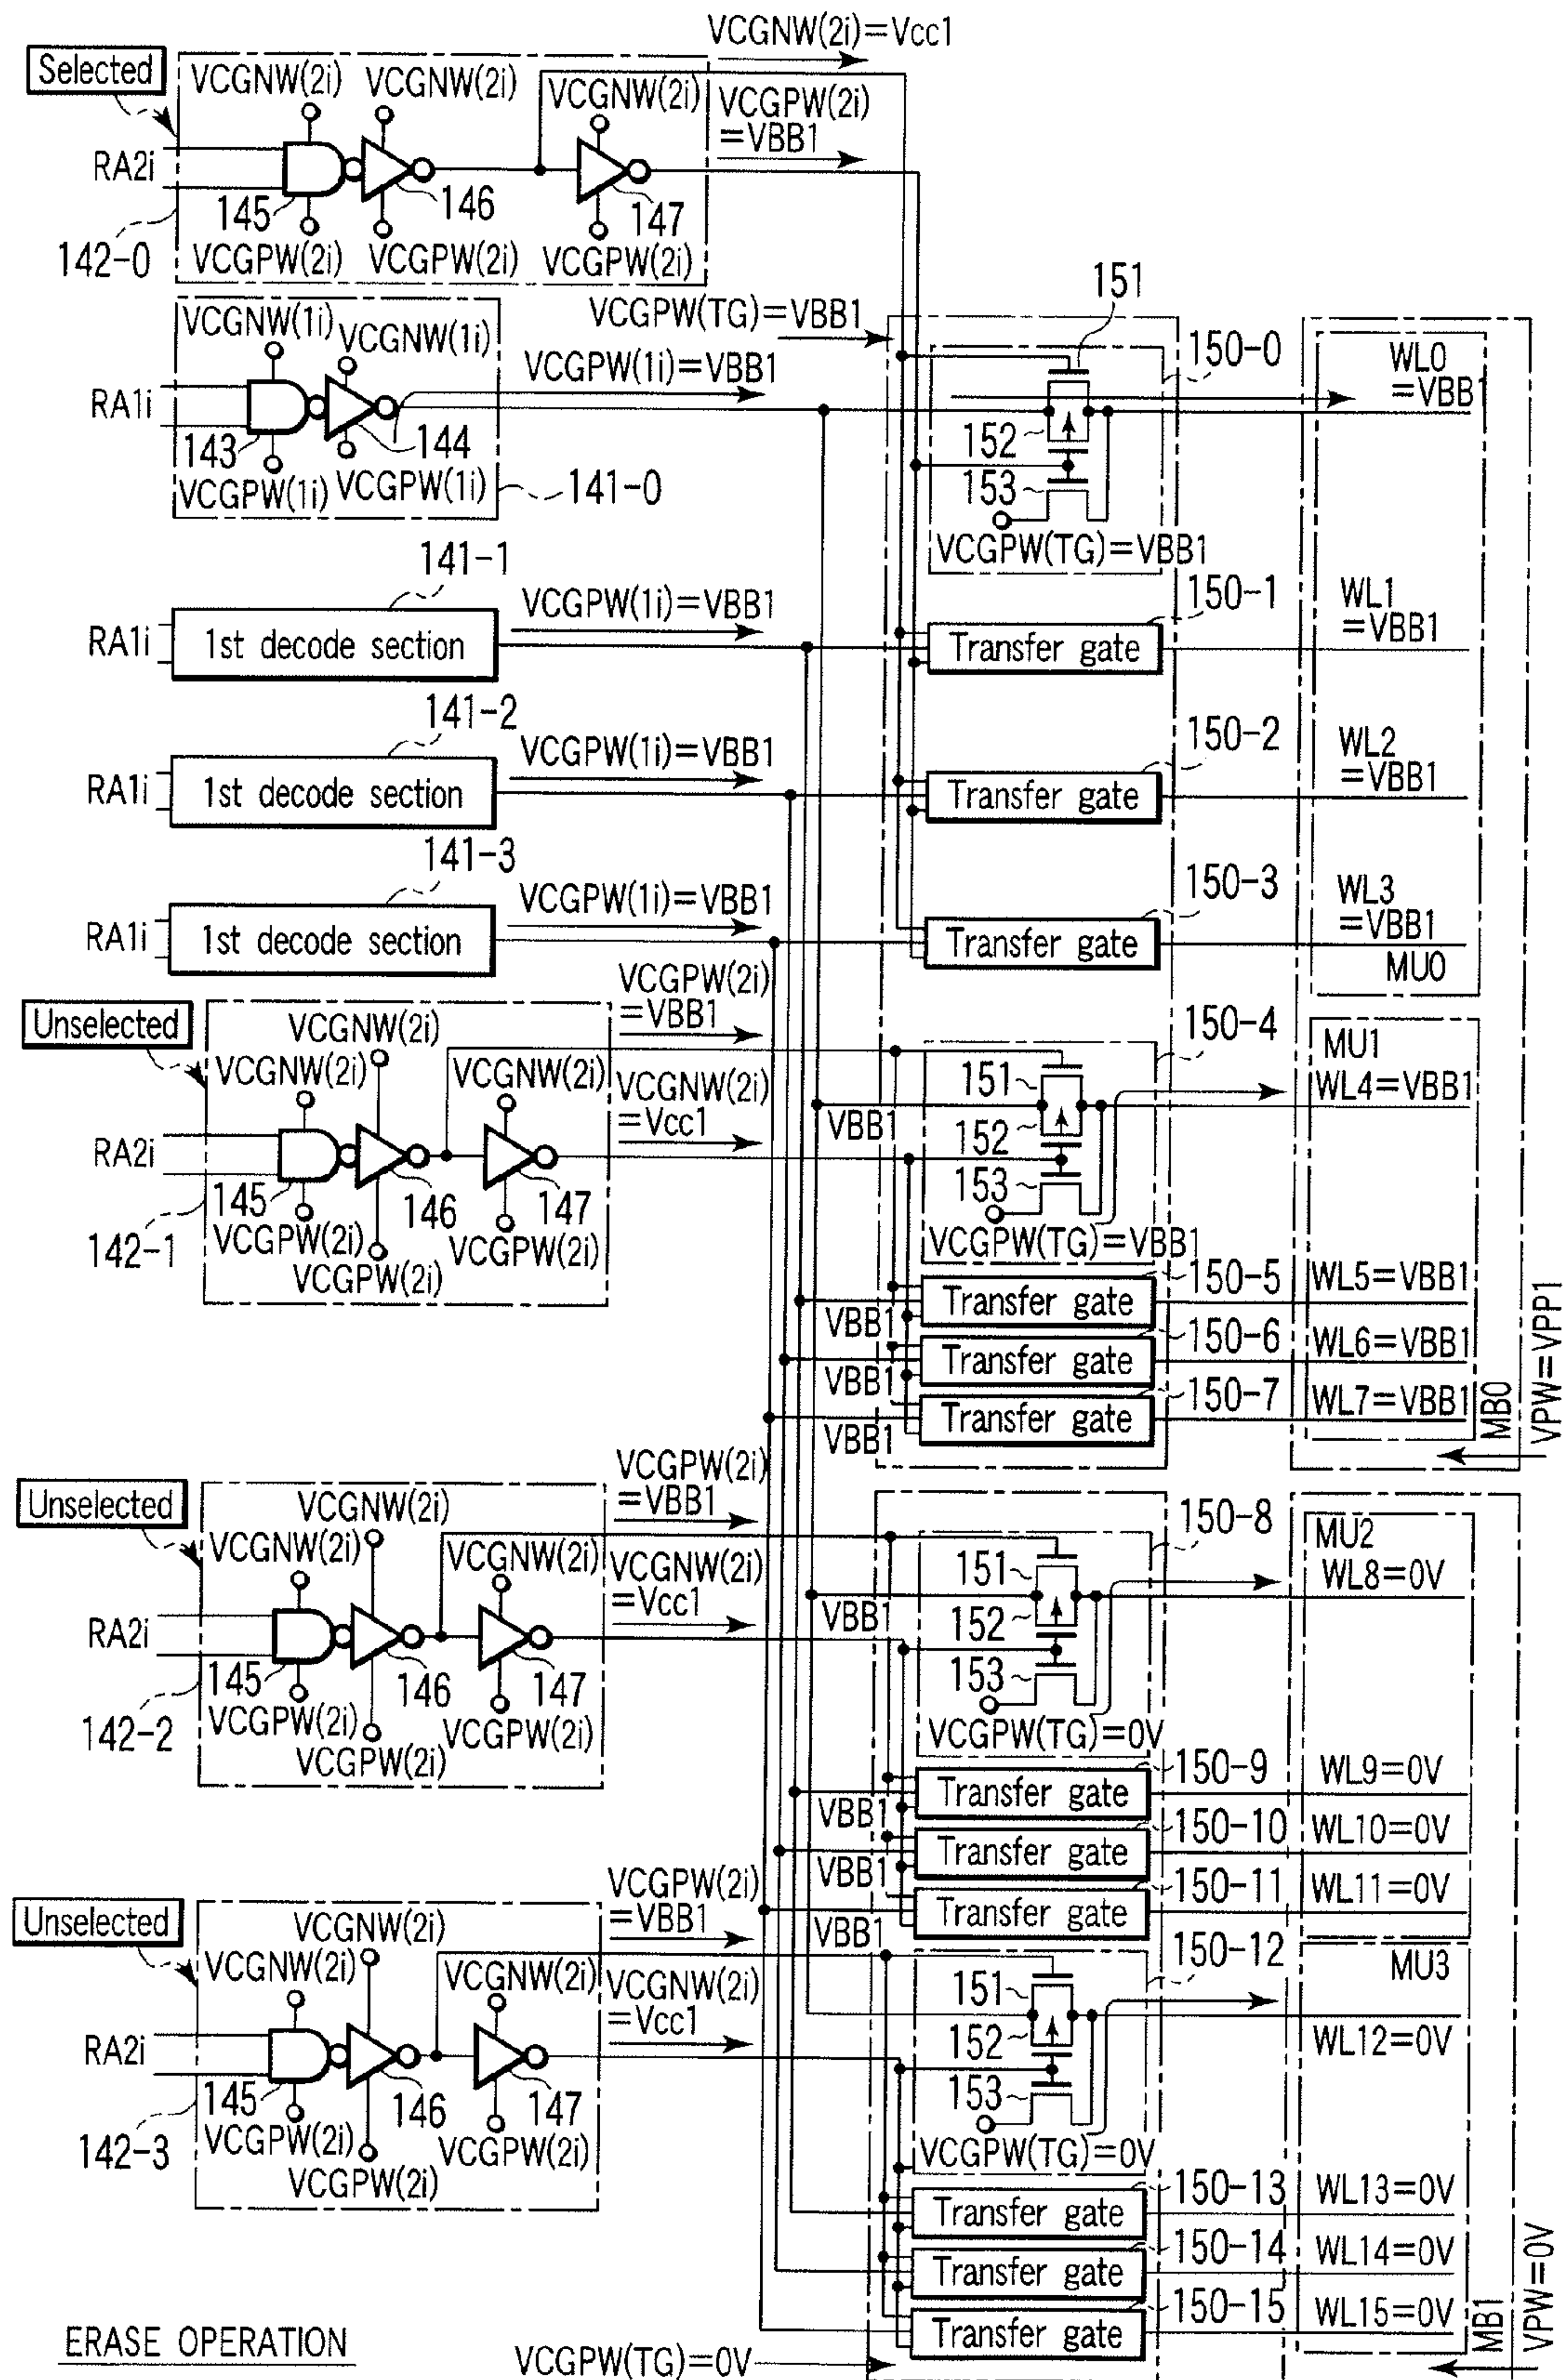 VCGNW(2i)=Vcc1
Selected
VCGNW(2i) VCGNW(2i)
VCGNW(2i)
VCGPW(2i)
=VBB1
RA2i
145
146
147
142-0
VCGPW(2i) VCGPW(2i) VCGPW(2i)
VCGPW(TG)=VBB1
151
VCGNW(1i) VCGNW(1i)
150-0
WL0
=VBB1
VCGPW(1i)=VBB1
RA1i
152
143
144
153
VCGPW(1i) VCGPW(1i)
141-0
VCGPW(TG)=VBB1
141-1
150-1
VCGPW(1i)=VBB1
WL1
=VBB1
RA1i
1st decode section
Transfer gate
141-2
150-2
VCGPW(1i)=VBB1
WL2
=VBB1
RA1i
1st decode section
Transfer gate
141-3
150-3
VCGPW(1i)=VBB1
WL3
=VBB1
RA1i
1st decode section
Transfer gate
MU0
VCGPW(2i)
=VBB1
Unselected
VCGNW(2i)
VCGNW(2i)
VCGNW(2i)
VCGNW(2i)
=Vcc1
150-4
MU1
151
WL4=VBB1
VBB1
152
RA2i
145
146
147
153
VCGPW(2i)
VCGPW(2i)
VCGPW(2i)
142-1
VCGPW(TG)=VBB1
150-5
WL5=VBB1
Transfer gate
VBB1
150-6
WL6=VBB1
Transfer gate
VBB1
150-7
WL7=VBB1
Transfer gate
VBB1
MB0
VPW=VPP1
VCGPW(2i)
=VBB1
Unselected
VCGNW(2i)
VCGNW(2i)
VCGNW(2i)
VCGNW(2i)
=Vcc1
150-8
MU2
151
WL8=0V
VBB1
152
RA2i
145
146
147
153
VCGPW(2i)
VCGPW(2i)
VCGPW(2i)
142-2
VCGPW(TG)=0V
150-9
WL9=0V
Transfer gate
VBB1
150-10
WL10=0V
Transfer gate
VBB1
150-11
WL11=0V
Transfer gate
VBB1
VCGPW(2i)
=VBB1
Unselected
VCGNW(2i)
VCGNW(2i)
VCGNW(2i)
VCGNW(2i)
=Vcc1
150-12
MU3
151
152
WL12=0V
RA2i
145
146
147
153
VCGPW(2i)
VCGPW(2i)
VCGPW(2i)
142-3
VCGPW(TG)=0V
150-13
WL13=0V
Transfer gate
150-14
WL14=0V
Transfer gate
150-15
WL15=0V
Transfer gate
MB1
VPW=0V
ERASE OPERATION
VCGPW(TG)=0V